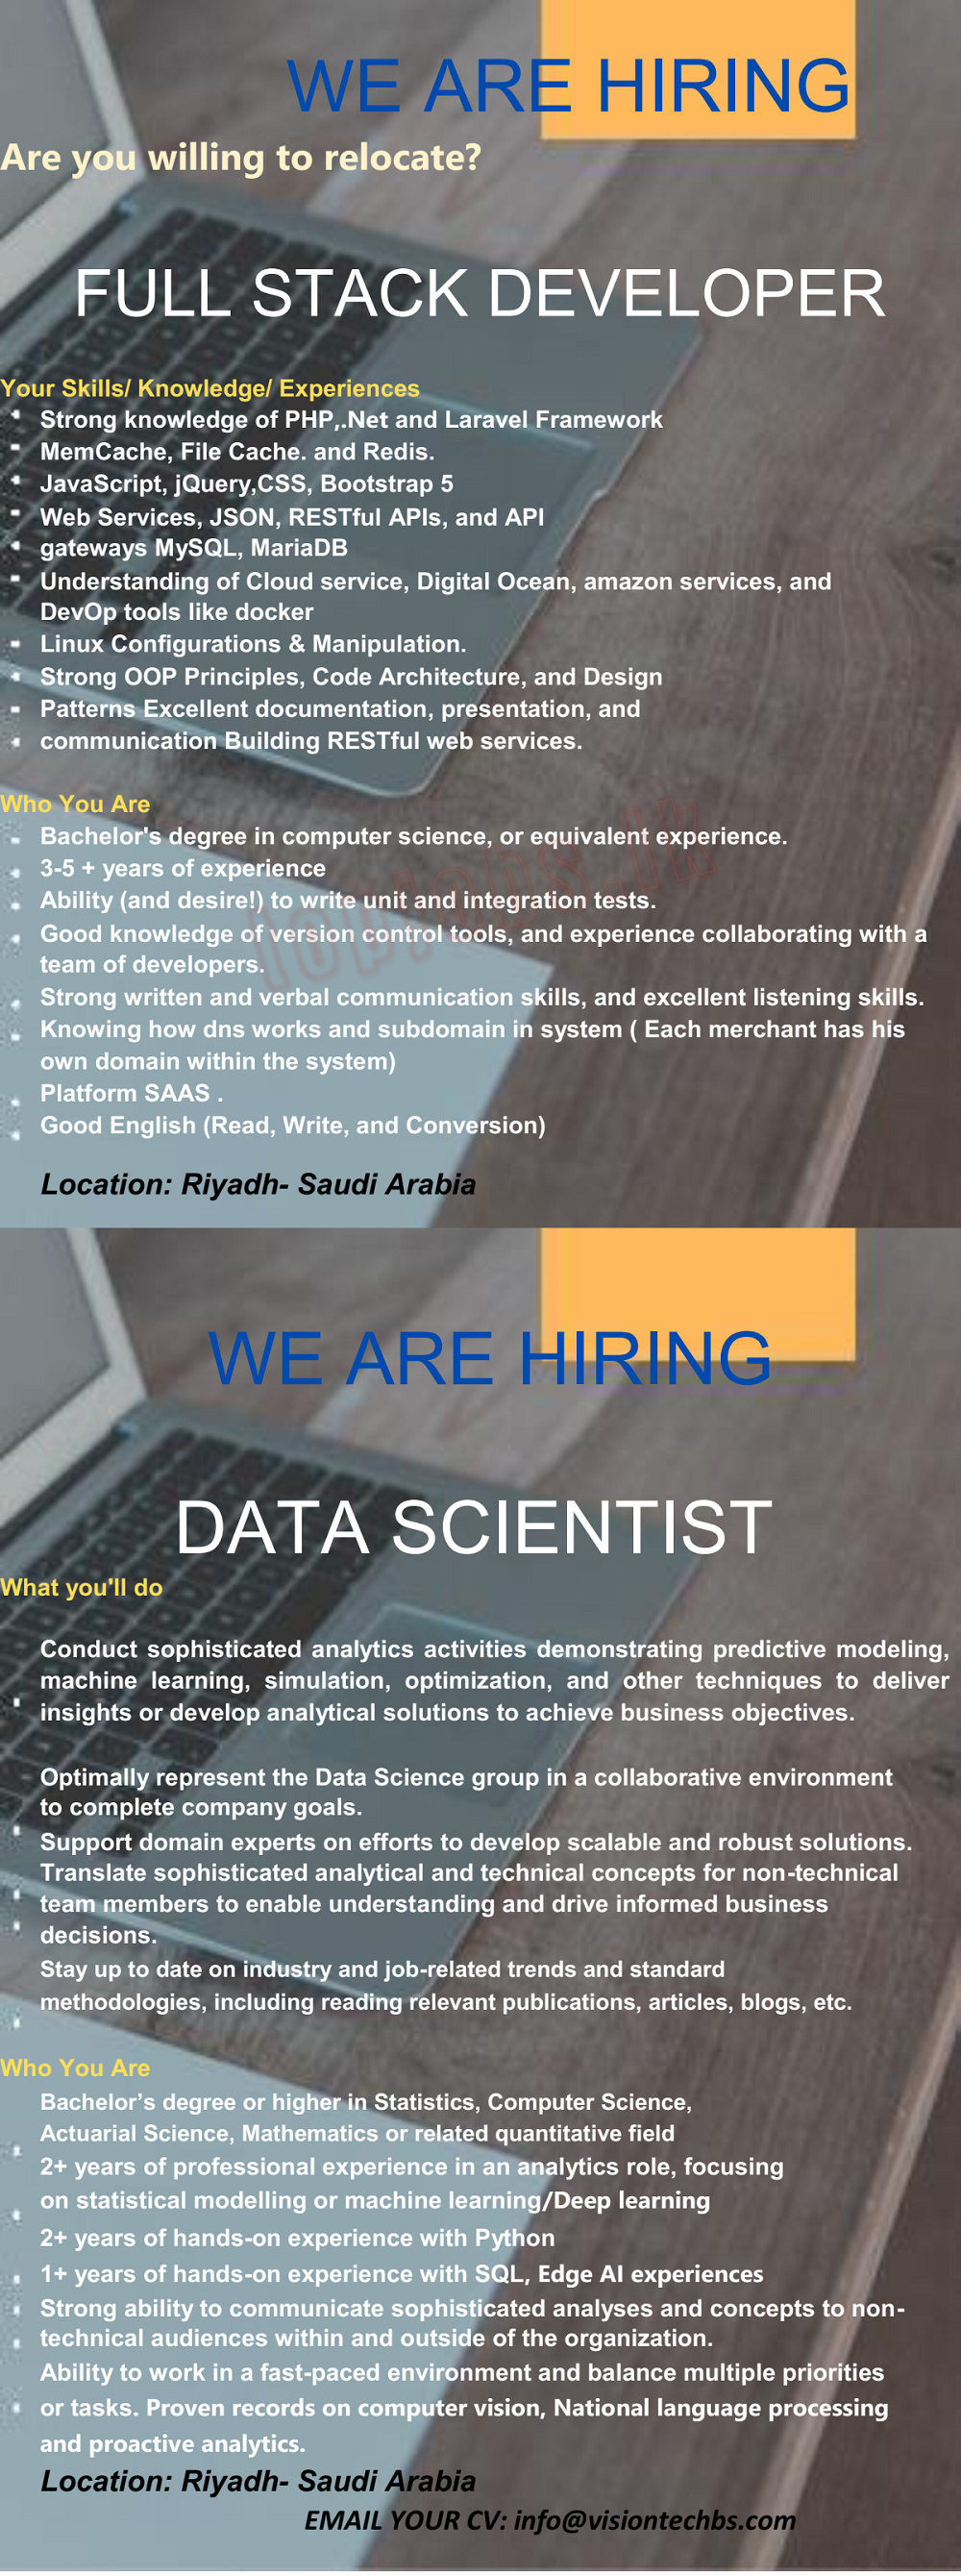 WE ARE HIRING
Are you willing to relocate?
FULL STACK DEVELOPER
Your Skills/ Knowledge/ Experiences
Strong knowledge of PHP,.Net and Laravel Framework
MemCache, File Cache. and Redis.
JavaScript, jQuery,CSS, Bootstrap 5
Web Services, JSON, RESTful APIs, and API
gateways MySQL, MariaDB
Understanding of Cloud service, Digital Ocean, amazon services, and
DevOp tools like docker
Linux Configurations & Manipulation.
Strong OOP Principles, Code Architecture, and Design
Patterns Excellent documentation, presentation, and
communication Building RESTful web services.
Who You Are
Bachelor's degree in computer science, or equivalent experience.
3-5 + years of experience
Ability (and desire!) to write unit and integration tests.
Good knowledge of version control tools, and experience collaborating with a
team of developers.
Strong written and verbal communication skills, and excellent listening skills.
Knowing how dns works and subdomain in system ( Each merchant has his
own domain within the system)
Platform SAAS .
Good English (Read, Write, and Conversion)
Location: Riyadh- Saudi Arabia
WE ARE HIRING
DATA SCIENTIST
What you'll do
Conduct sophisticated analytics activities demonstrating predictive modeling,
machine learning, simulation, optimization, and other techniques to deliver
insights or develop analytical solutions to achieve business objectives.
Optimally represent the Data Science group in a collaborative environment
to complete company goals.
Support domain experts on efforts to develop scalable and robust solutions.
Translate sophisticated analytical and technical concepts for non-technical
team members to enable understanding and drive informed business
decisions.
Stay up to date on industry and job-related trends and standard
methodologies, including reading relevant publications, articles, blogs, etc.
Who You Are
Bachelor’s degree or higher in Statistics, Computer Science,
Actuarial Science, Mathematics or related quantitative field
2+ years of professional experience in an analytics role, focusing
on statistical modelling or machine learning/Deep learning
2+ years of hands-on experience with Python
1+ years of hands-on experience with SQL, Edge AI experiences
Strong ability to communicate sophisticated analyses and concepts to non-
technical audiences within and outside of the organization.
Ability to work in a fast-paced environment and balance multiple priorities
or tasks. Proven records on computer vision, National language processing
and proactive analytics.
Location: Riyadh- Saudi Arabia
EMAIL YOUR CV: info@visiontechbs.com